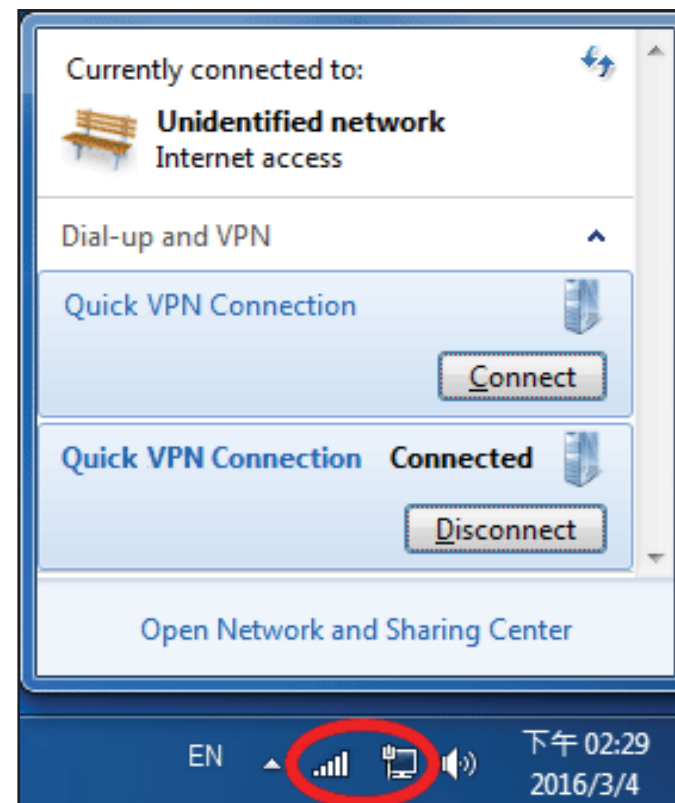 Currently connected to:
Unidentified network
Internet access
Dial-up and VPN
Quick VPN Connection
Connect
Quick VPN Connection Connected
Disconnect
Open Network and Sharing Center
EN
下午 02:29
2016/3/4